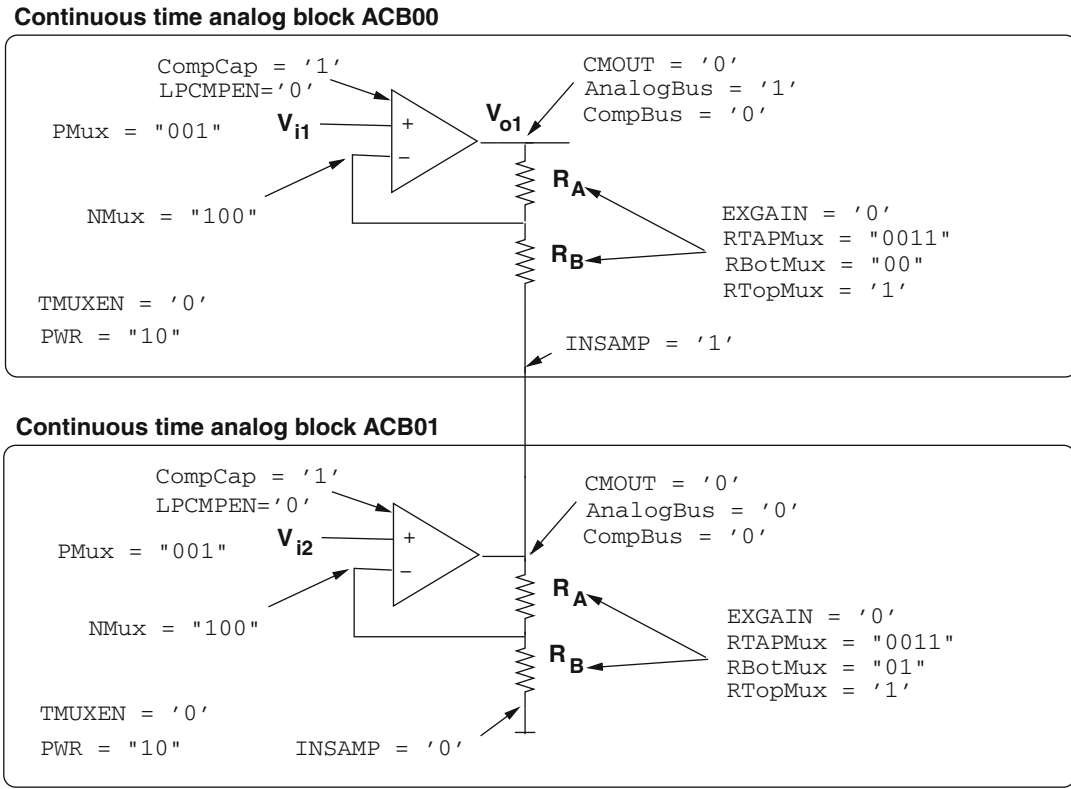 Continuous time analog block ACB00
CompCap = '1'
LPCMPEN='0'
CMOUT = '0'
AnalogBus = '1'
CompBus = '0'
PMux = "001"
Vi1
+
−
Vo1
RA
NMux = "100"
RB
EXGAIN = '0'
RTAPMux = "0011"
RBotMux = "00"
RTopMux = '1'
TMUXEN = '0'
PWR = "10"
INSAMP = '1'
Continuous time analog block ACB01
CompCap = '1'
LPCMPEN='0'
CMOUT = '0'
AnalogBus = '0'
CompBus = '0'
PMux = "001"
Vi2
+
−
RA
NMux = "100"
RB
EXGAIN = '0'
RTAPMux = "0011"
RBotMux = "01"
RTopMux = '1'
TMUXEN = '0'
PWR = "10"
INSAMP = '0'